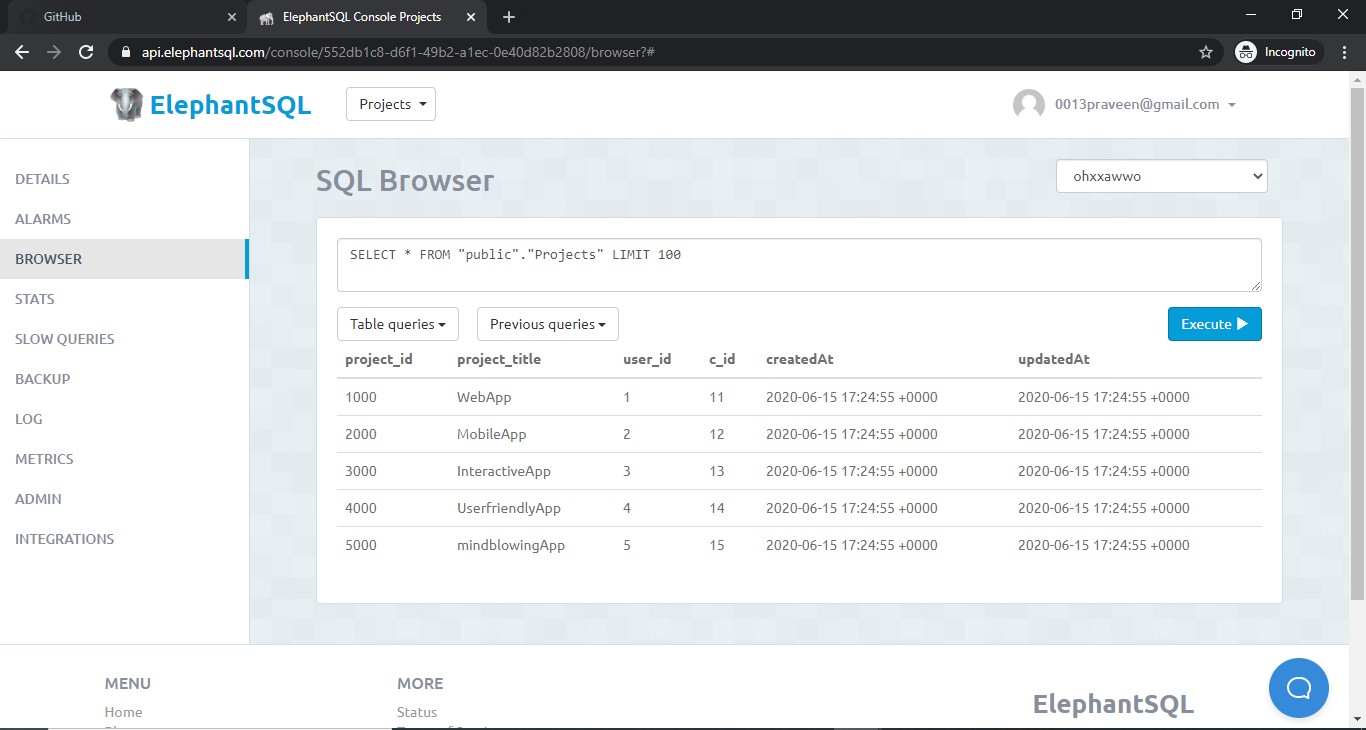 GitHub
ElephantSQL Console Projects
api.elephantsql.com/console/552db1c8-d6f1-49b2-a1ec-0e40d82b2808/browser?#
Incognito
ElephantSQL
Projects
0013praveen@gmail.com
DETAILS
ALARMS
BROWSER
STATS
SLOW QUERIES
BACKUP
LOG
METRICS
ADMIN
INTEGRATIONS
SQL Browser
ohxxawwo
SELECT * FROM "public"."Projects" LIMIT 100
Table queries
Previous queries
Execute
project_id project_title user_id c_id createdAt updatedAt
1000 WebApp 1 11 2020-06-15 17:24:55 +0000 2020-06-15 17:24:55 +0000
2000 MobileApp 2 12 2020-06-15 17:24:55 +0000 2020-06-15 17:24:55 +0000
3000 InteractiveApp 3 13 2020-06-15 17:24:55 +0000 2020-06-15 17:24:55 +0000
4000 UserfriendlyApp 4 14 2020-06-15 17:24:55 +0000 2020-06-15 17:24:55 +0000
5000 mindblowingApp 5 15 2020-06-15 17:24:55 +0000 2020-06-15 17:24:55 +0000
MENU
Home
MORE
Status
ElephantSQL